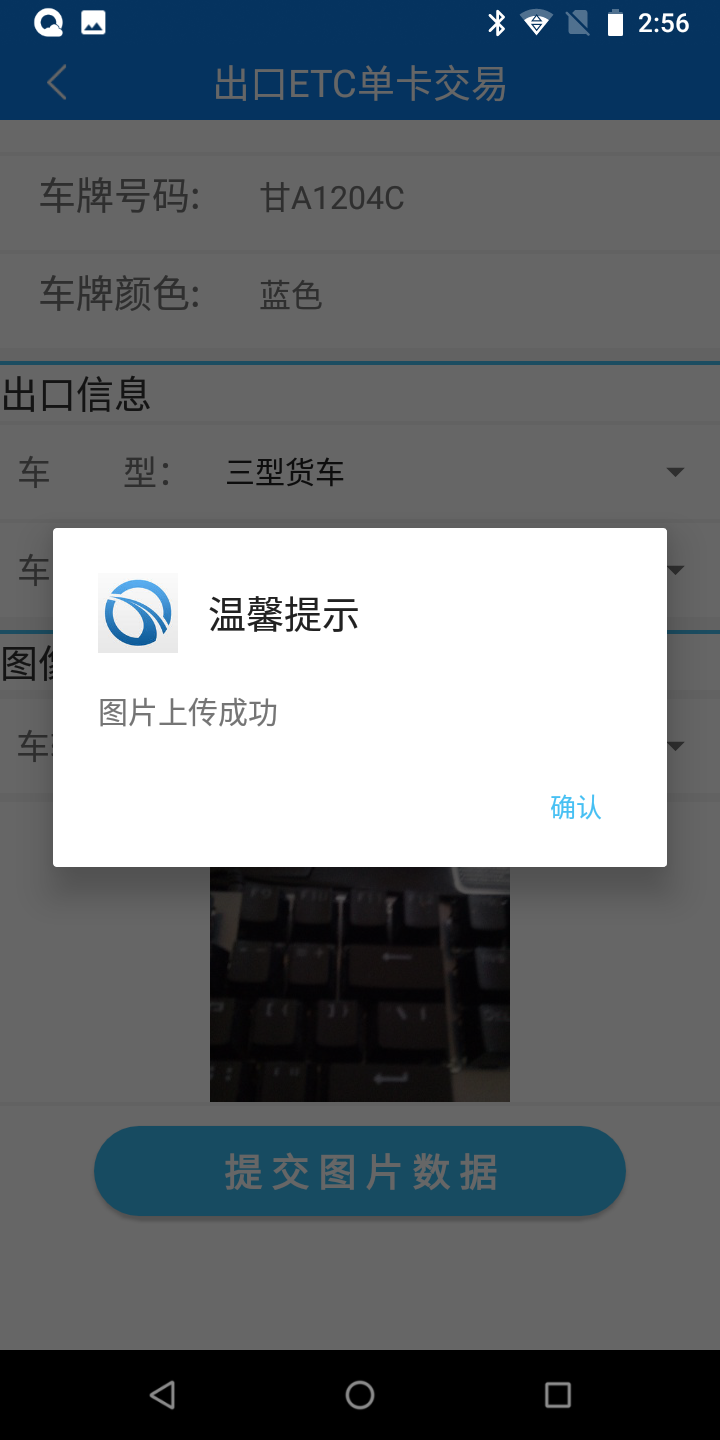 2:56
出口ETC单卡交易
车牌号码: 甘A1204C
车牌颜色: 蓝色
出口信息
车 型: 三型货车
车
温馨提示
图片上传成功
确认
提交图片数据